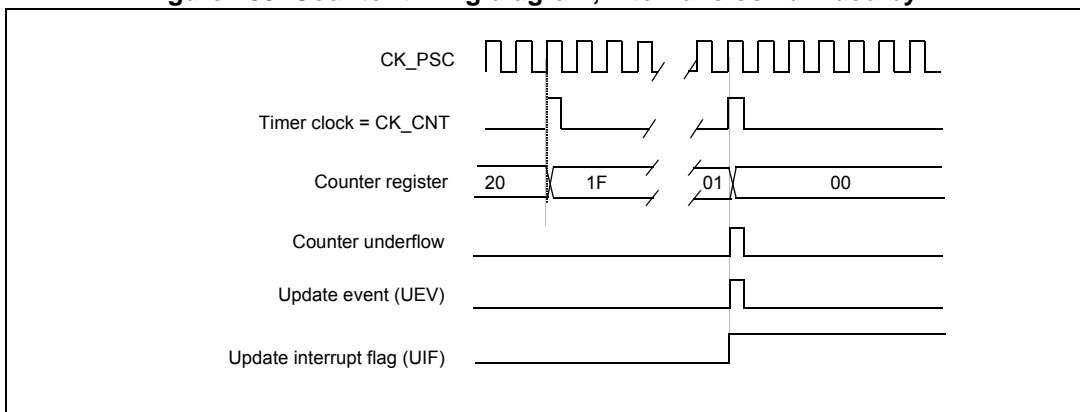 CK_PSC
Timer clock = CK_CNT
Counter register 20 1F 01 00
Counter underflow
Update event (UEV)
Update interrupt flag (UIF)